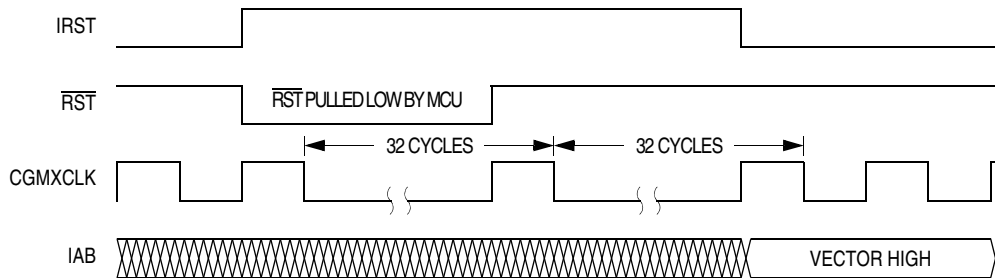 IRST
RST
RST PULLED LOW BY MCU
32 CYCLES
32 CYCLES
CGMXCLK
IAB
VECTOR HIGH